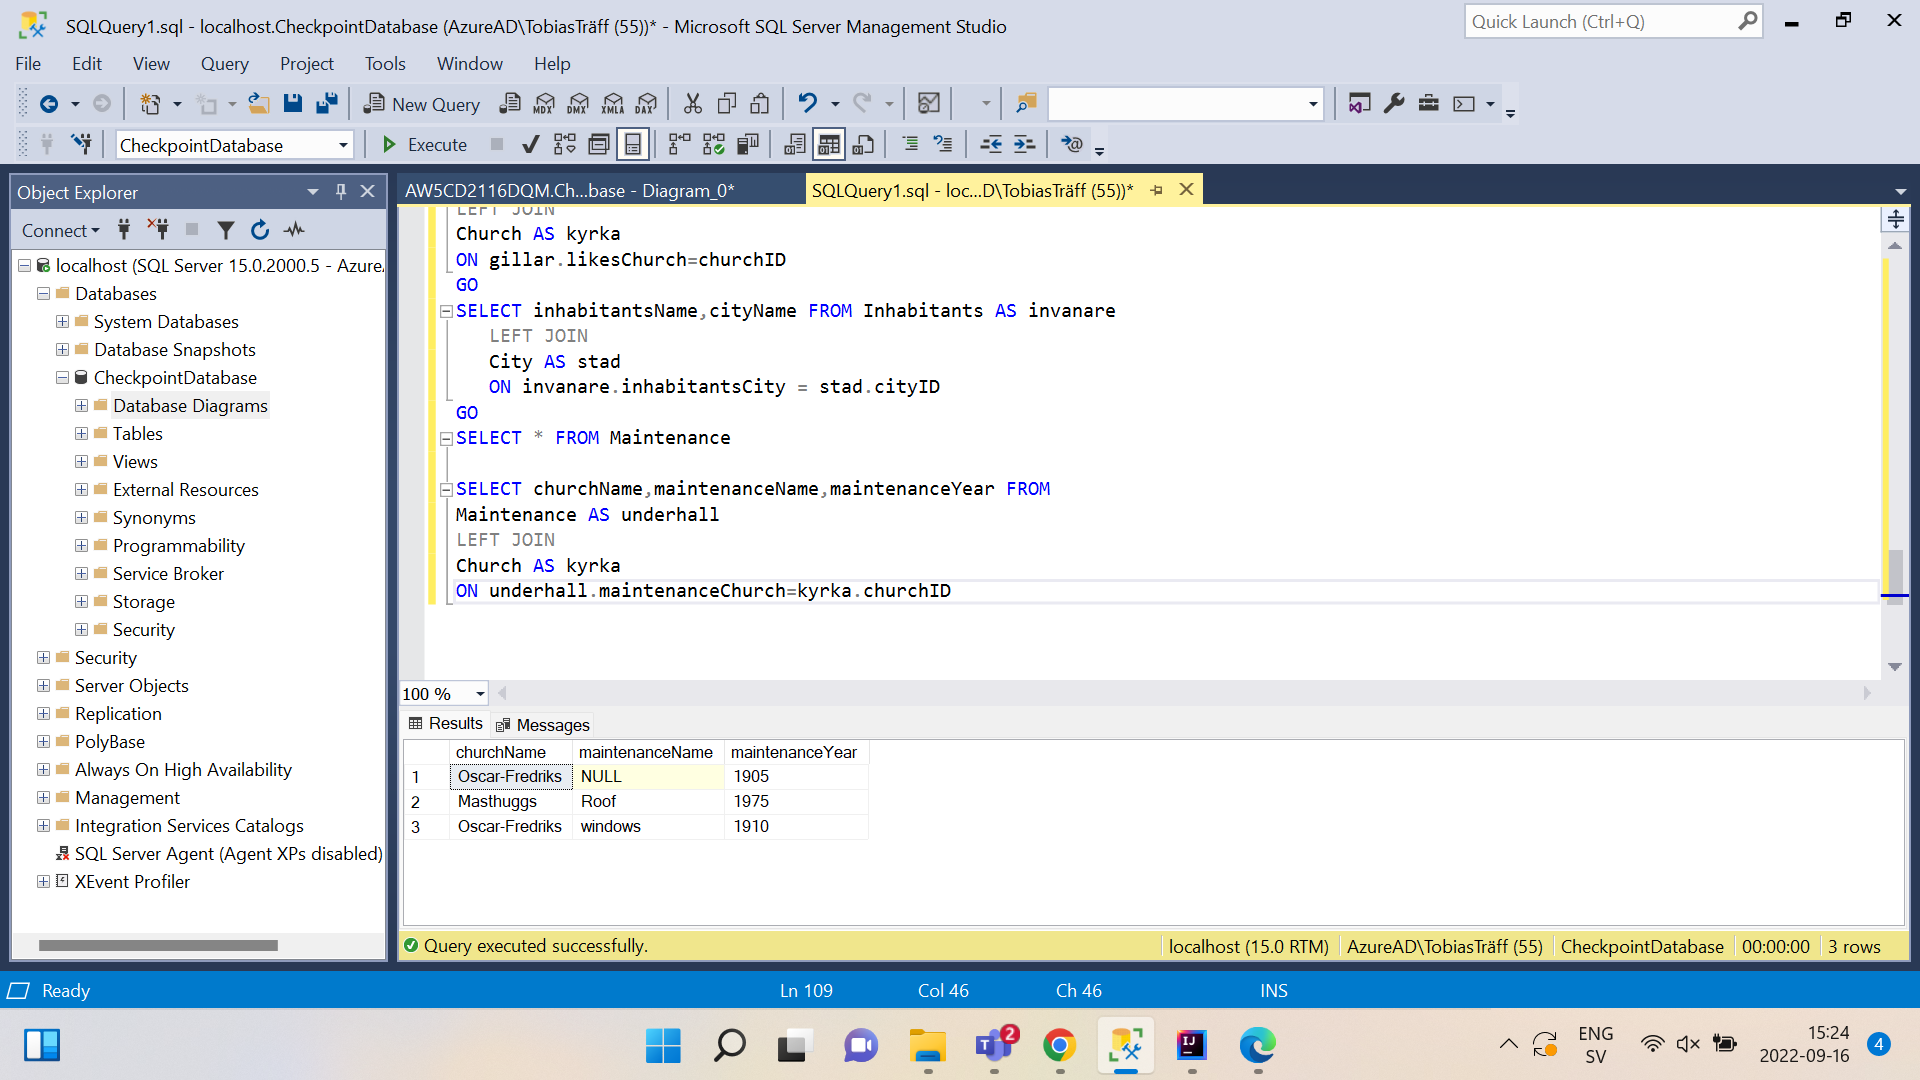 SQLQuery1.sql - localhost.CheckpointDatabase (AzureAD\TobiasTräff (55))* - Microsoft SQL Server Management Studio
Quick Launch (Ctrl+Q)
File Edit View Query Project Tools Window Help
New Query MDX DMX XMLA DAX
CheckpointDatabase Execute
Object Explorer
Connect
localhost (SQL Server 15.0.2000.5 - Azure
Databases
System Databases
Database Snapshots
CheckpointDatabase
Database Diagrams
Tables
Views
External Resources
Synonyms
Programmability
Service Broker
Storage
Security
Security
Server Objects
Replication
PolyBase
Always On High Availability
Management
Integration Services Catalogs
SQL Server Agent (Agent XPs disabled)
XEvent Profiler
AW5CD2116DQM.Ch...base - Diagram_0* SQLQuery1.sql - loc...D\TobiasTräff (55))*
LEFT JOIN
Church AS kyrka
ON gillar.likesChurch=churchID
GO
SELECT inhabitantsName,cityName FROM Inhabitants AS invanare
LEFT JOIN
City AS stad
ON invanare.inhabitantsCity = stad.cityID
GO
SELECT * FROM Maintenance
SELECT churchName,maintenanceName,maintenanceYear FROM
Maintenance AS underhall
LEFT JOIN
Church AS kyrka
ON underhall.maintenanceChurch=kyrka.churchID
100 %
Results Messages
churchName maintenanceName maintenanceYear
1 Oscar-Fredriks NULL 1905
2 Masthuggs Roof 1975
3 Oscar-Fredriks windows 1910
Query executed successfully. localhost (15.0 RTM) AzureAD\TobiasTräff (55) CheckpointDatabase 00:00:00 3 rows
Ready Ln 109 Col 46 Ch 46 INS
T 2 IJ
ENG
SV
15:24
2022-09-16
4